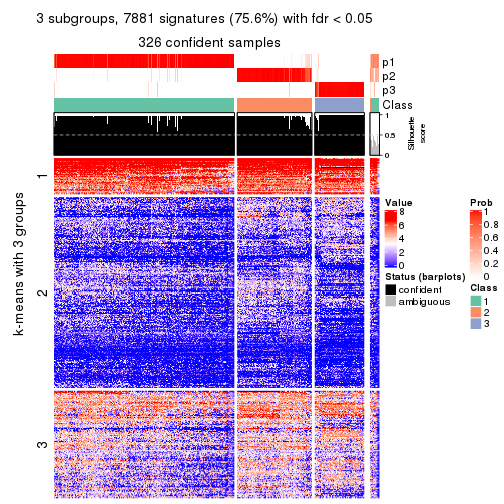 3 subgroups, 7881 signatures (75.6%) with fdr < 0.05
326 confident samples
p1
p2
p3
Class
1
0.5
0
Silhouette
score
k-means with 3 groups
1
2
3
Value
8
6
4
2
0
Status (barplots)
confident
ambiguous
Prob
1
0.8
0.6
0.4
0.2
0
Class
1
2
3